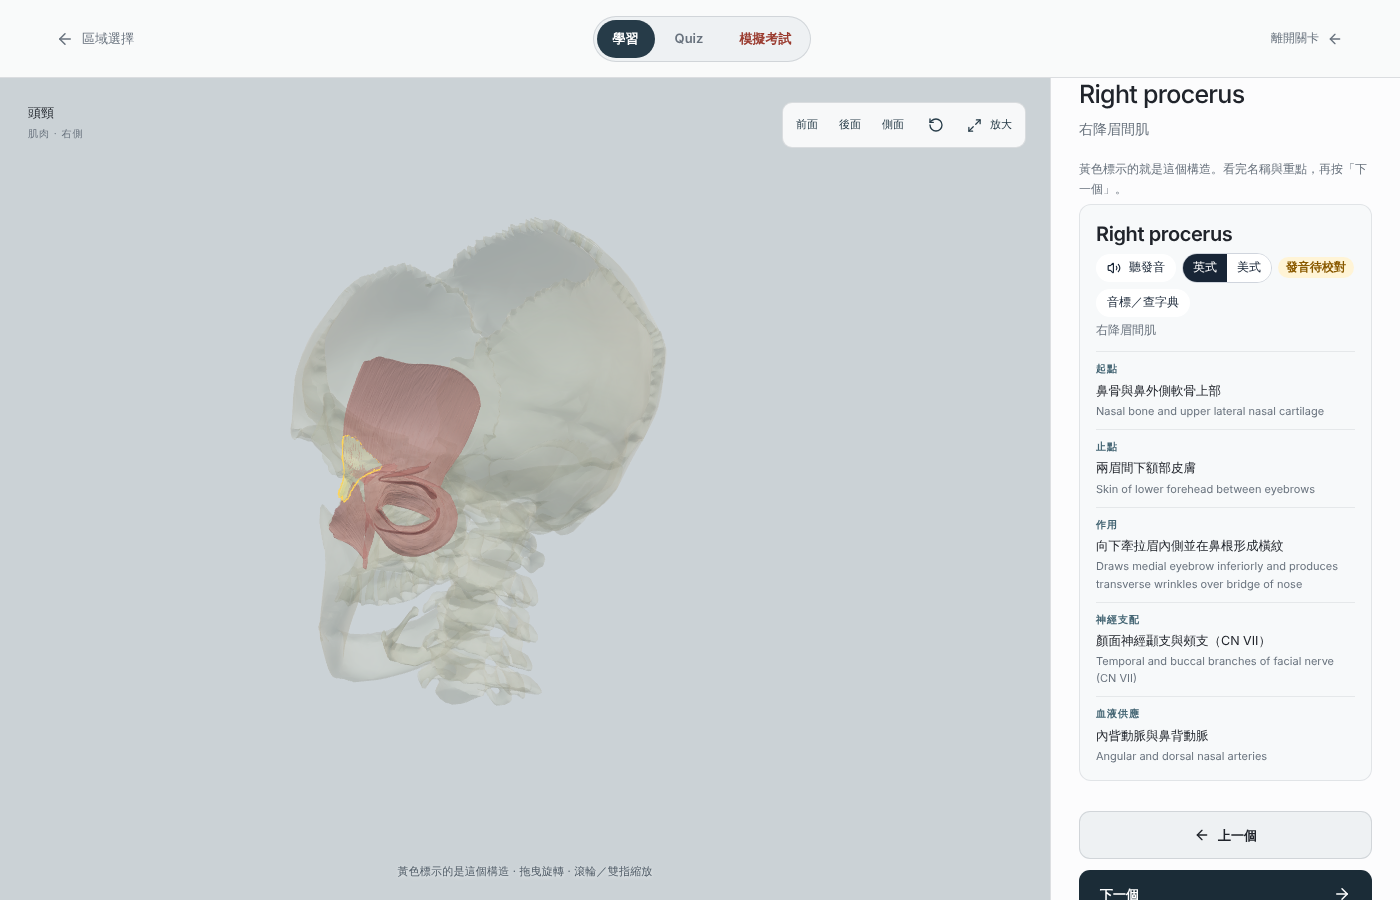 區域選擇
學習
Quiz
模擬考試
離開關卡
頭頸
肌肉 · 右側
前面
後面
側面
放大
黃色標示的是這個構造 · 拖曳旋轉 · 滾輪／雙指縮放
Right procerus
右降眉間肌
黃色標示的就是這個構造。看完名稱與重點，再按「下
一個」。
Right procerus
聽發音
英式
美式
發音待校對
音標／查字典
右降眉間肌
起點
鼻骨與鼻外側軟骨上部
Nasal bone and upper lateral nasal cartilage
止點
兩眉間下額部皮膚
Skin of lower forehead between eyebrows
作用
向下牽拉眉內側並在鼻根形成橫紋
Draws medial eyebrow inferiorly and produces
transverse wrinkles over bridge of nose
神經支配
顏面神經顳支與頰支（CN VII）
Temporal and buccal branches of facial nerve
(CN VII)
血液供應
內眥動脈與鼻背動脈
Angular and dorsal nasal arteries
上一個
下一個